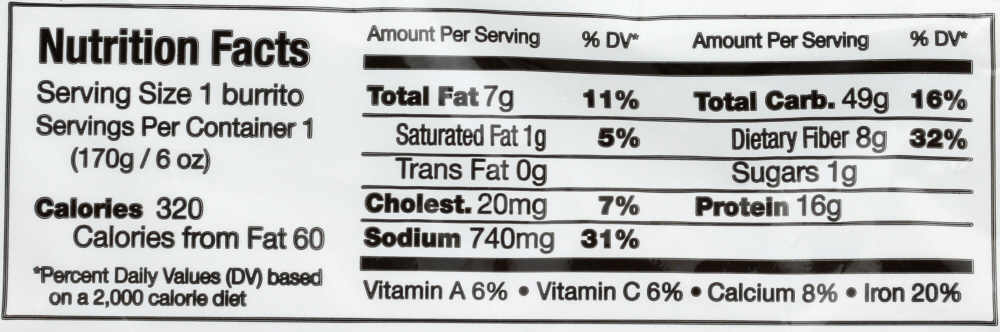 Nutrition Facts
Serving Size 1 burrito
Servings Per Container 1
(170g / 6 oz)
Calories 320
Calories from Fat 60
*Percent Daily Values (DV) based
on a 2,000 calorie diet
Amount Per Serving % DV*
Total Fat 7g 11%
Saturated Fat 1g 5%
Trans Fat 0g
Cholest. 20mg 7%
Sodium 740mg 31%
Amount Per Serving % DV*
Total Carb. 49g 16%
Dietary Fiber 8g 32%
Sugars 1g
Protein 16g
Vitamin A 6% • Vitamin C 6% • Calcium 8% • Iron 20%